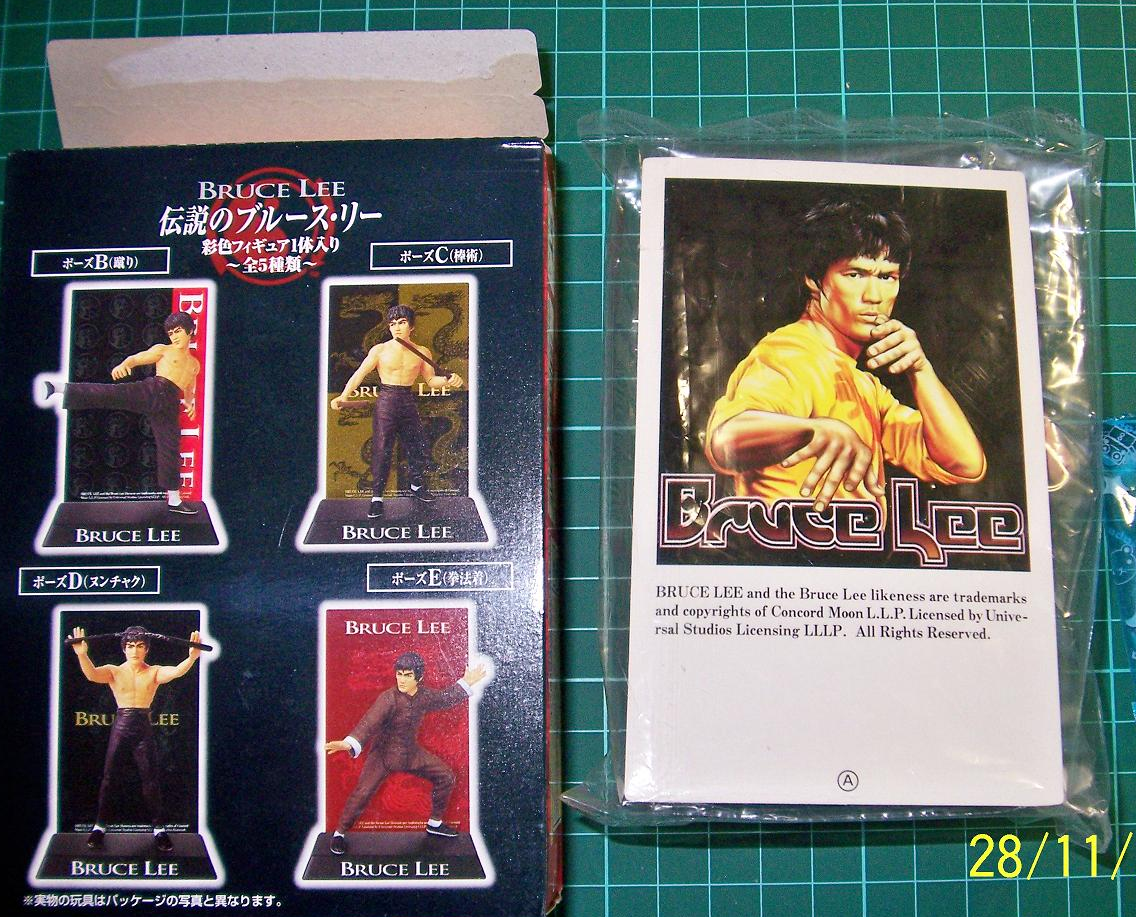 BRUCE LEE
伝説のブルース・リー
彩色フィギュア1体入り
〜全5種類〜
ポーズB(蹴り)
ポーズC(棒術)
BRUCE LEE
BRUCE LEE
ポーズD(ヌンチャク)
ポーズE(拳法着)
BRUCE LEE
BRUCE LEE
BRUCE LEE
※実物の玩具はパッケージの写真と異なります。
Bruce Lee
BRUCE LEE and the Bruce Lee likeness are trademarks
and copyrights of Concord Moon L.L.P. Licensed by Unive-
rsal Studios Licensing LLLP. All Rights Reserved.
A
28/11/